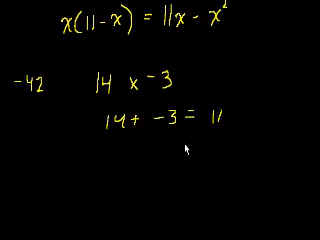 x(11-x) = 11x - x²
-42 14 x -3
14 + -3 = 11